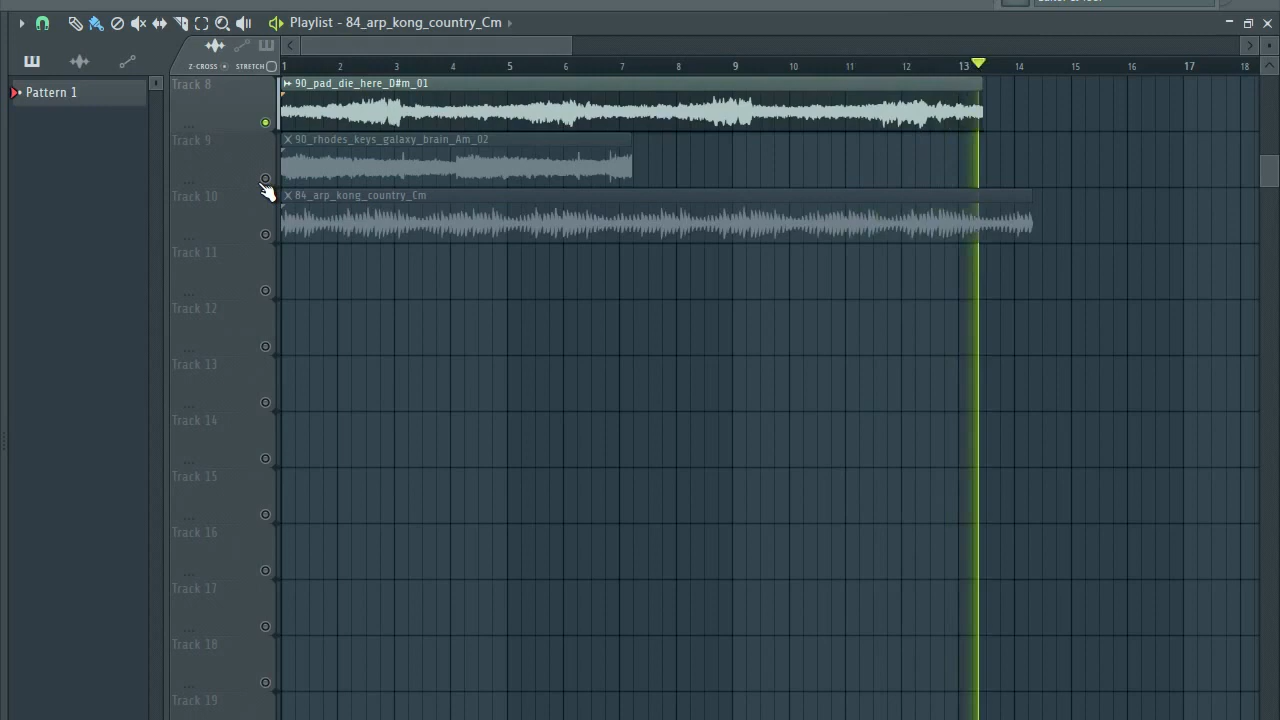 Playlist - 84_arp_kong_country_Cm
Z-CROSS STRETCH
1 2 3 4 5 6 7 8 9 10 11 12 13 14 15 16 17 18
Pattern 1
Track 8
90_pad_die_here_D#m_01
Track 9
90_rhodes_keys_galaxy_brain_Am_02
Track 10
84_arp_kong_country_Cm
Track 11
Track 12
Track 13
Track 14
Track 15
Track 16
Track 17
Track 18
Track 19